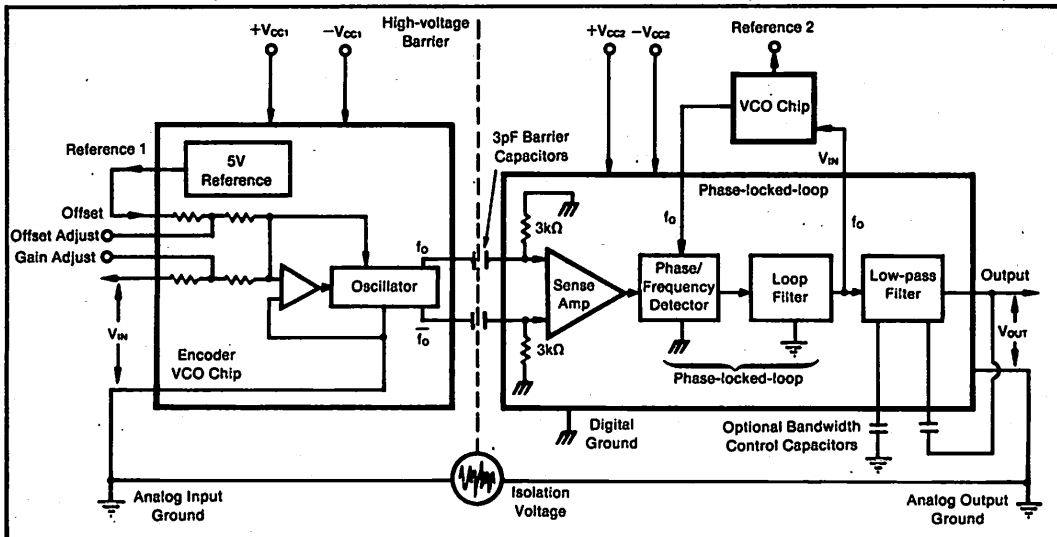 High-voltage
Barrier
+VCC1
−VCC1
+VCC2
−VCC2
Reference 2
VCO Chip
3pF Barrier
Capacitors
VIN
Reference 1
5V
Reference
Phase-locked-loop
Offset
Offset Adjust
Gain Adjust
3kΩ
fO
fO
fO
Oscillator
Sense
Amp
Phase/
Frequency
Detector
Loop
Filter
Low-pass
Filter
Output
VIN
fO
3kΩ
VOUT
Encoder
VCO Chip
Phase-locked-loop
Digital
Ground
Optional Bandwidth
Control Capacitors
Analog Input
Ground
Isolation
Voltage
Analog Output
Ground